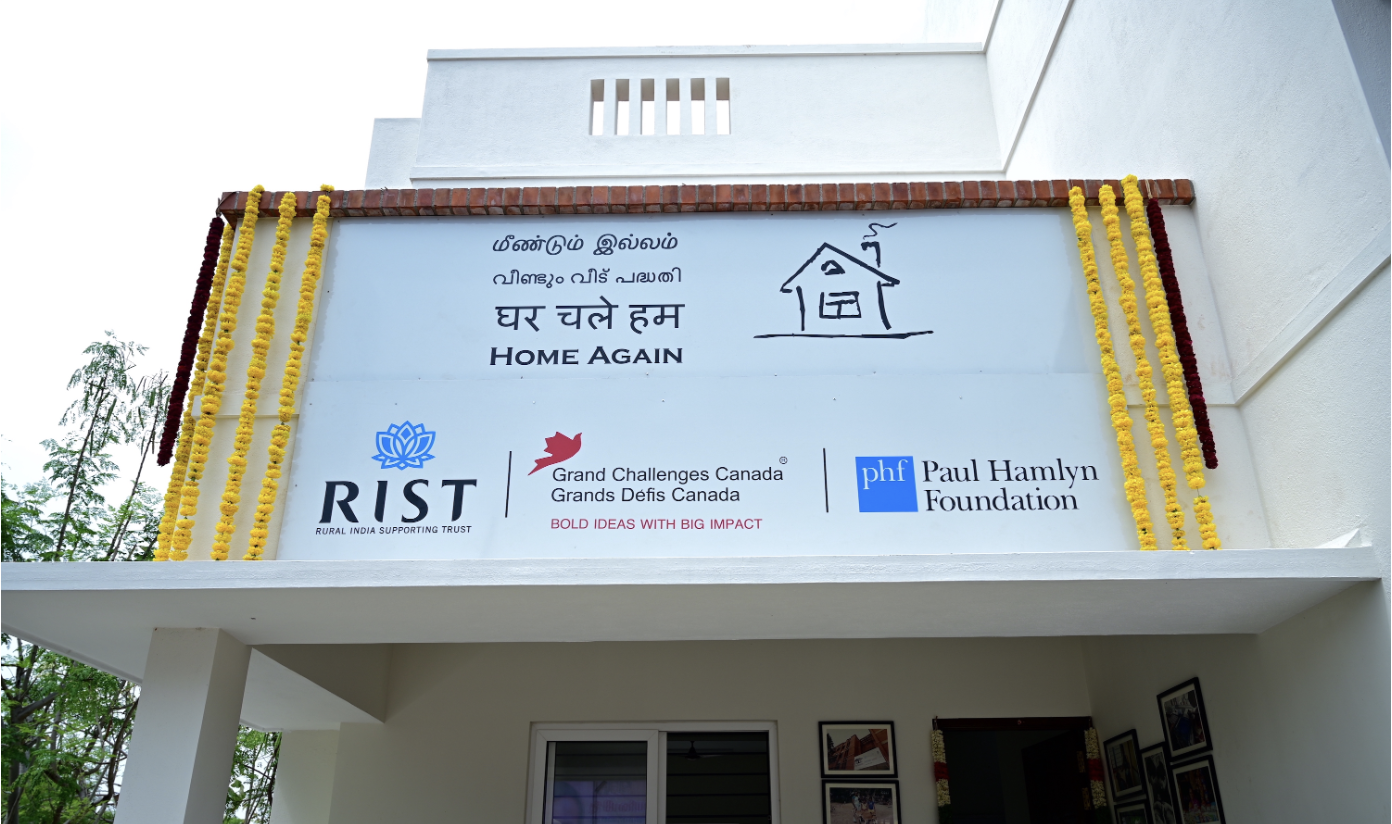 மீண்டும் இல்லம்
വീണ്ടും വീട് പദ്ധതി
घर चले हम
HOME AGAIN
RIST
RURAL INDIA SUPPORTING TRUST
Grand Challenges Canada®
Grands Défis Canada
BOLD IDEAS WITH BIG IMPACT
phf Paul Hamlyn
Foundation